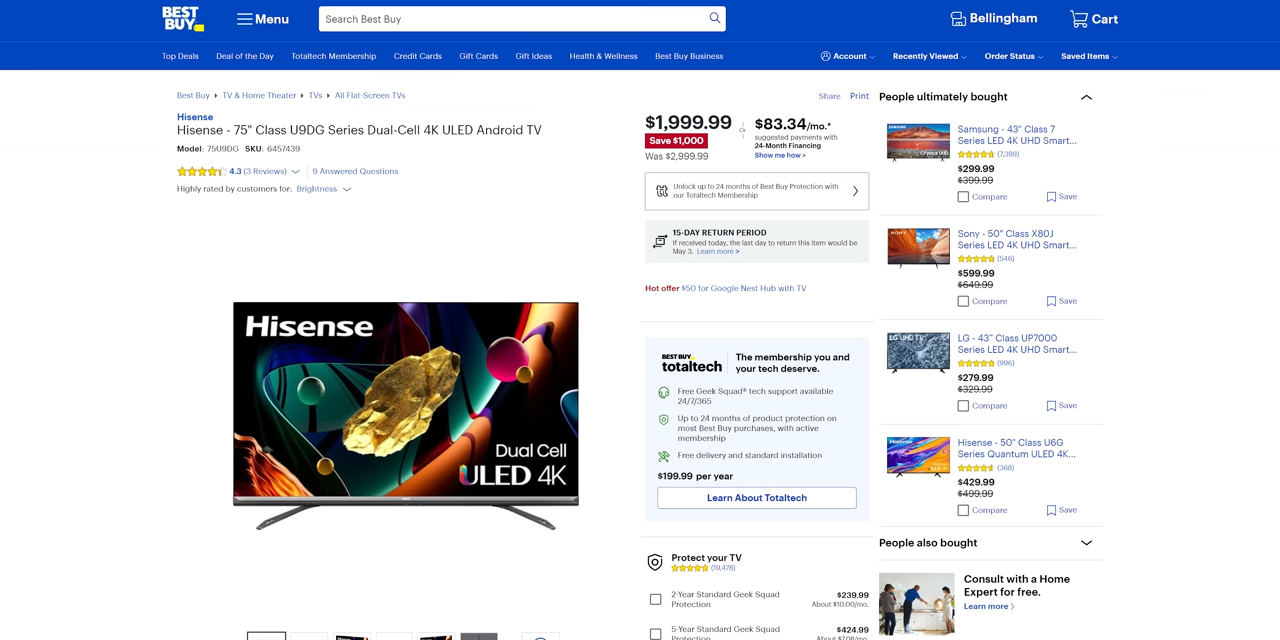 BEST BUY
Menu
Search Best Buy
Bellingham
Cart
Top Deals
Deal of the Day
Totaltech Membership
Credit Cards
Gift Cards
Gift Ideas
Health & Wellness
Best Buy Business
Account
Recently Viewed
Order Status
Saved Items
Best Buy
TV & Home Theater
TVs
All Flat-Screen TVs
Share
Print
Hisense
Hisense - 75" Class U9DG Series Dual-Cell 4K ULED Android TV
Model: 75U9DG SKU: 6457439
4.3 (3 Reviews)
9 Answered Questions
Highly rated by customers for: Brightness
Hisense
Dual Cell
ULED 4K
$1,999.99
Save $1,000
Was $2,999.99
Or
$83.34/mo.*
suggested payments with
24-Month Financing
Show me how >
Unlock up to 24 months of Best Buy Protection with
our Totaltech Membership
15-DAY RETURN PERIOD
If received today, the last day to return this item would be
May 3. Learn more >
Hot offer $50 for Google Nest Hub with TV
BEST BUY
totaltech
The membership you and
your tech deserve.
Free Geek Squad® tech support available
24/7/365
Up to 24 months of product protection on
most Best Buy purchases, with active
membership
Free delivery and standard installation
$199.99 per year
Learn About Totaltech
Protect your TV
(19,478)
2-Year Standard Geek Squad
Protection
$239.99
About $10.00/mo.
5-Year Standard Geek Squad
Protection
$424.99
About $7.08/mo.
People ultimately bought
SAMSUNG
Crystal UHD
Samsung - 43" Class 7
Series LED 4K UHD Smart...
(7,399)
$299.99
$399.99
Compare
Save
SONY
Sony - 50" Class X80J
Series LED 4K UHD Smart...
(546)
$599.99
$649.99
Compare
Save
LG UHD TV
LG - 43" Class UP7000
Series LED 4K UHD Smart...
(996)
$279.99
$329.99
Compare
Save
Hisense
Hisense - 50" Class U6G
Series Quantum ULED 4K...
(368)
$429.99
$499.99
Compare
Save
People also bought
Consult with a Home
Expert for free.
Learn more